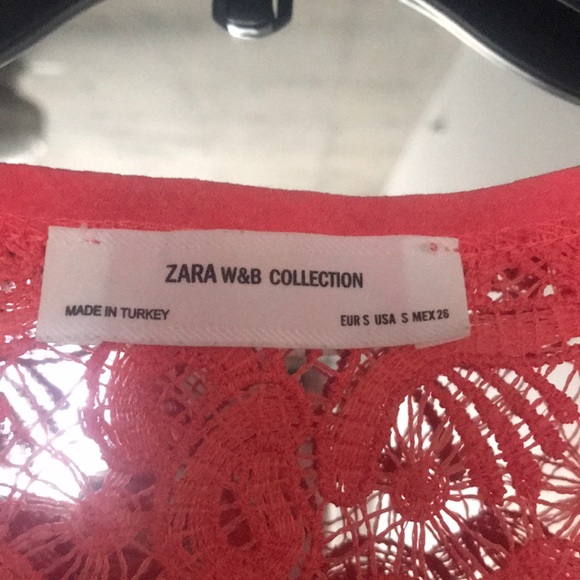 ZARA W&B COLLECTION
MADE IN TURKEY
EUR S USA S MEX 26